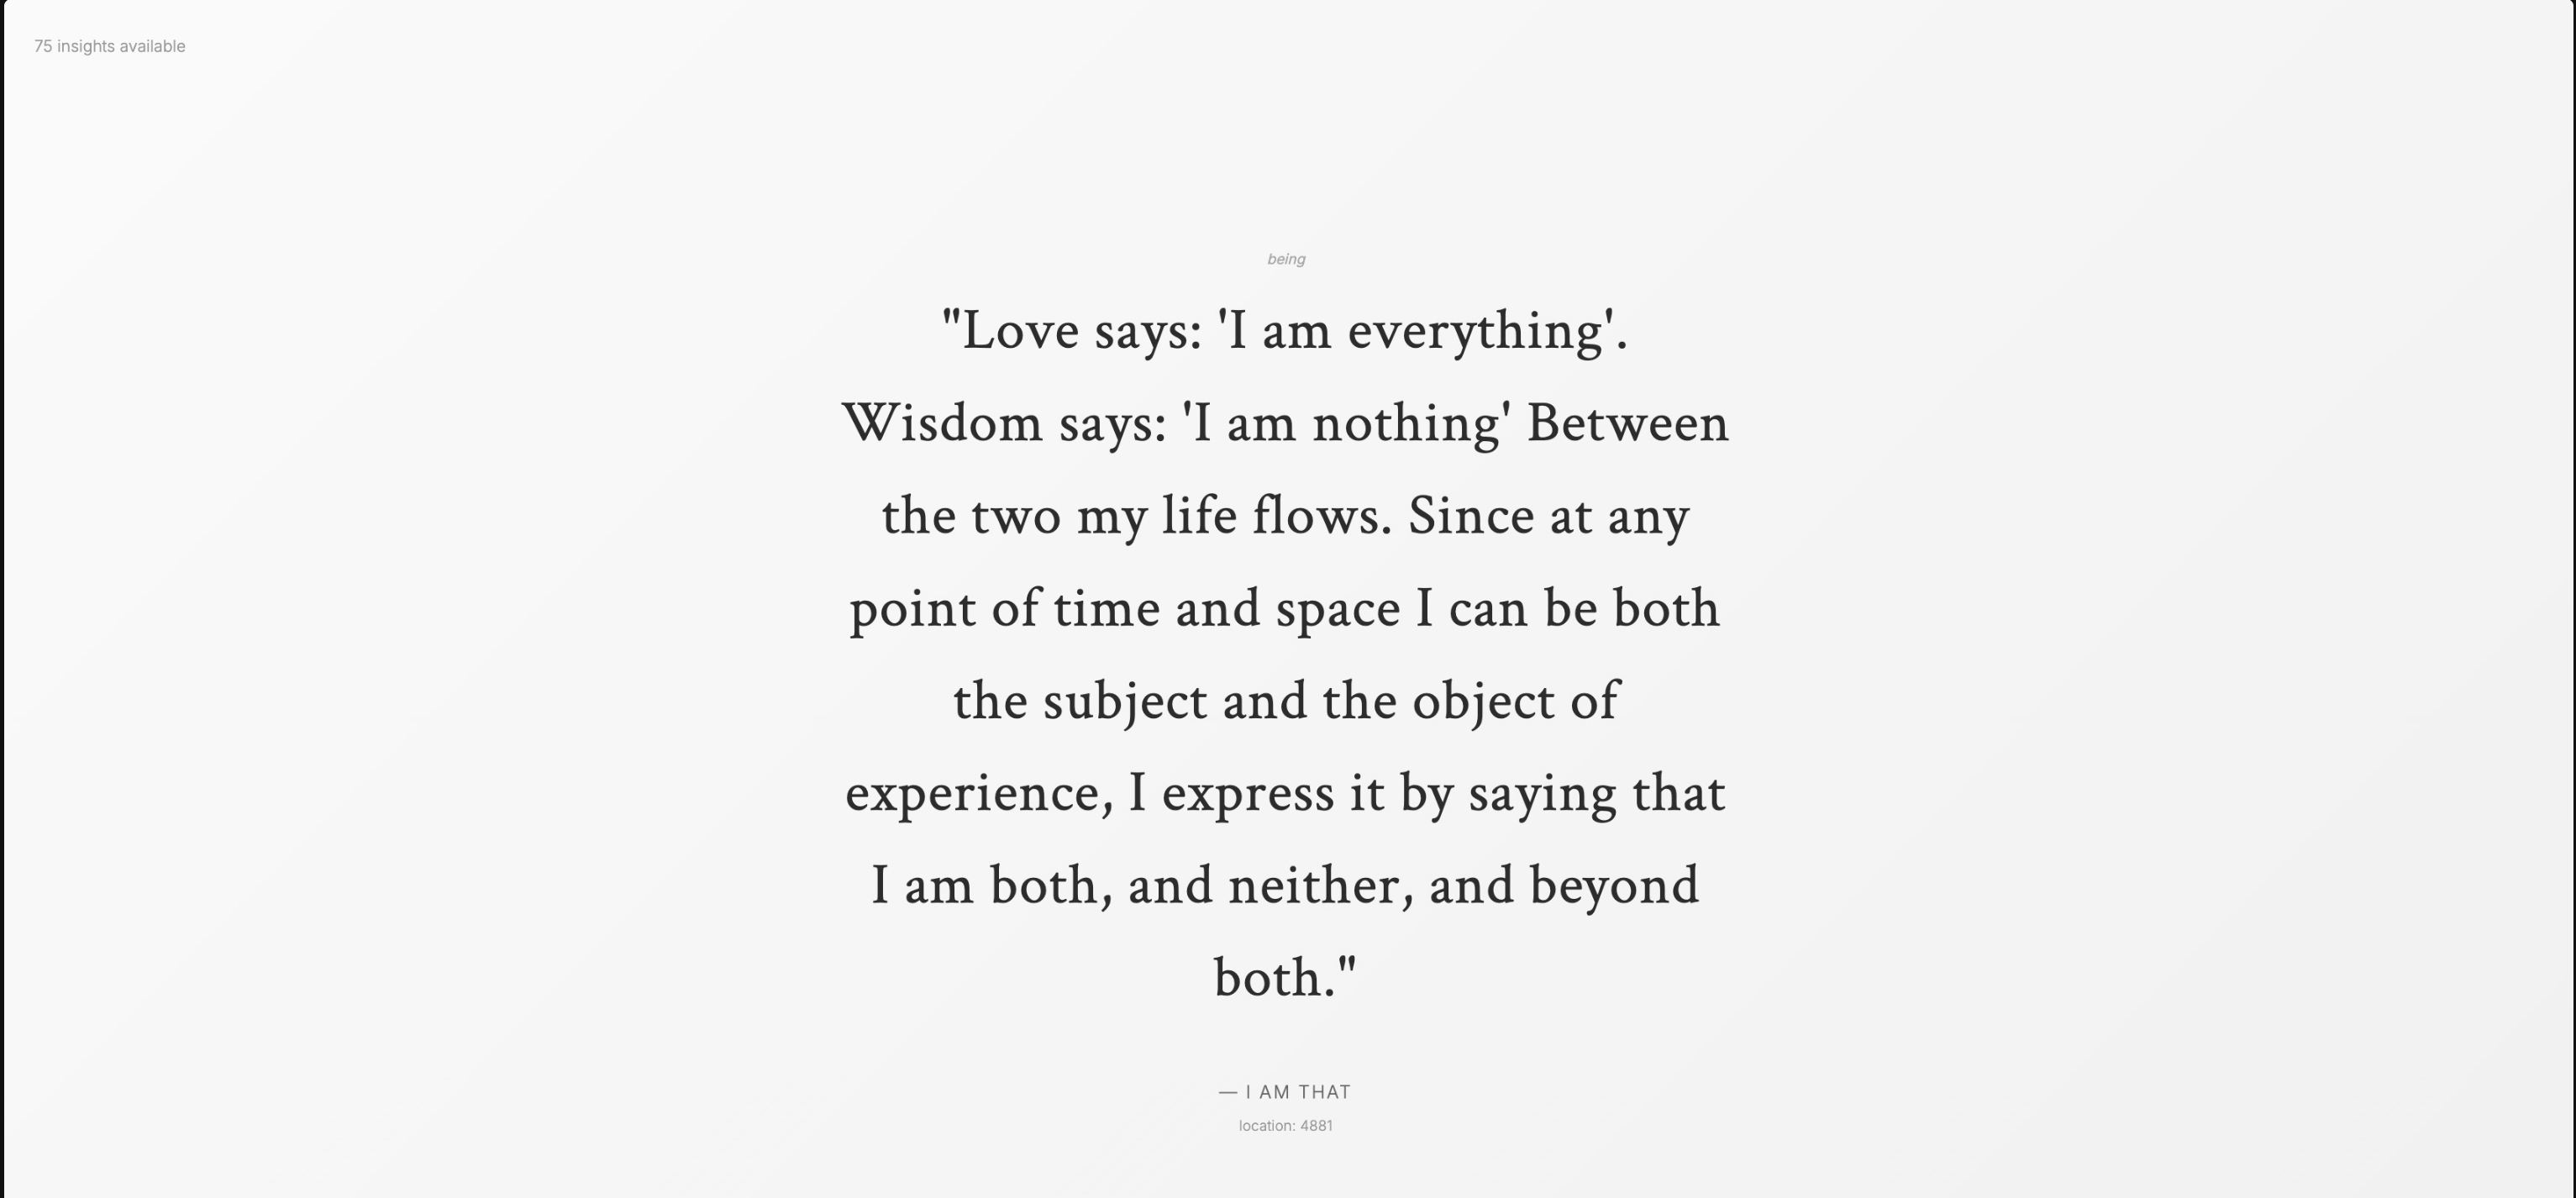 75 insights available
being
"Love says: 'I am everything'.
Wisdom says: 'I am nothing' Between
the two my life flows. Since at any
point of time and space I can be both
the subject and the object of
experience, I express it by saying that
I am both, and neither, and beyond
both."
— I AM THAT
location: 4881